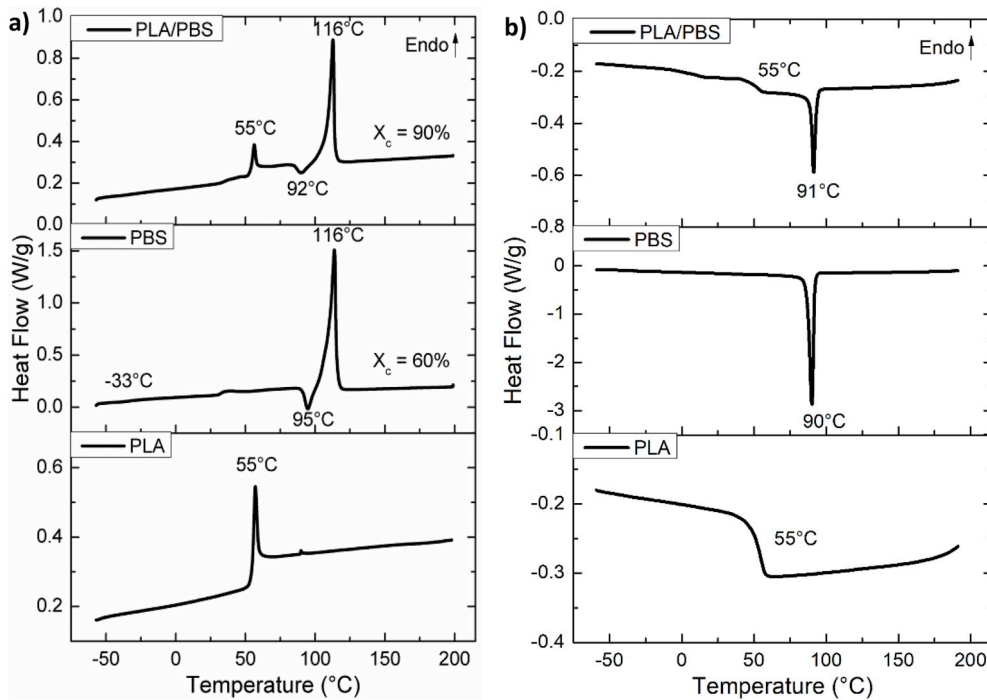 a)
PLA/PBS
116°C
Endo
55°C
X_c = 90%
92°C
1.0
0.8
0.6
0.4
0.2
0.0
PBS
116°C
X_c = 60%
-33°C
95°C
1.5
1.0
0.5
0.0
PLA
55°C
0.6
0.4
0.2
Heat Flow (W/g)
-50 0 50 100 150 200
Temperature (°C)
b)
PLA/PBS
Endo
55°C
91°C
0.0
-0.2
-0.4
-0.6
-0.8
PBS
90°C
0
-1
-2
-3
PLA
55°C
-0.1
-0.2
-0.3
-0.4
Heat Flow (W/g)
-50 0 50 100 150 200
Temperature (°C)